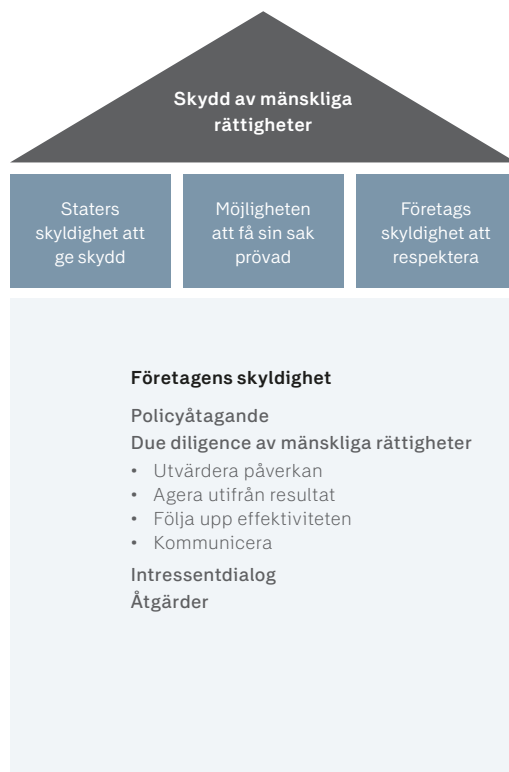 Skydd av mänskliga
rättigheter
Staters
skyldighet att
ge skydd
Möjligheten
att få sin sak
prövad
Företags
skyldighet att
respektera
Företagens skyldighet
Policyåtagande
Due diligence av mänskliga rättigheter
• Utvärdera påverkan
• Agera utifrån resultat
• Följa upp effektiviteten
• Kommunicera
Intressentdialog
Åtgärder